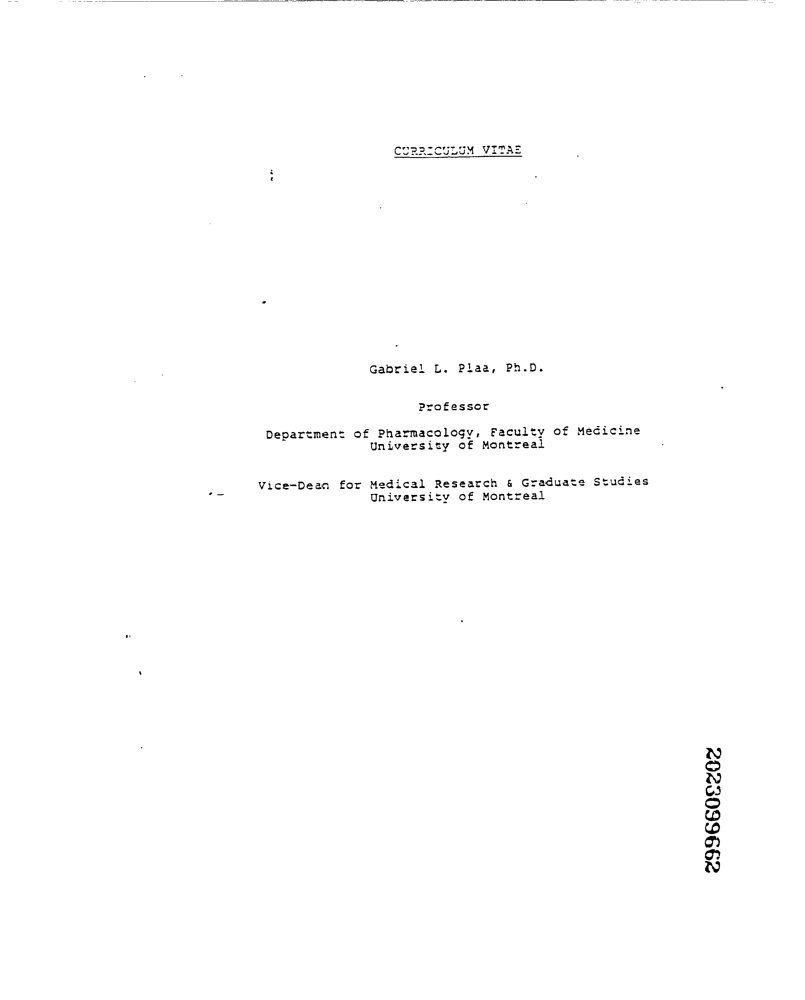 CURRICULUM VITAE
Gabriel L. Plaa, Ph.D.
Professor
Department of Pharmacology, Faculty of Medicine
University of Montreal
Vice-Dean for Medical Research & Graduate Studies
University of Montreal
2023099662